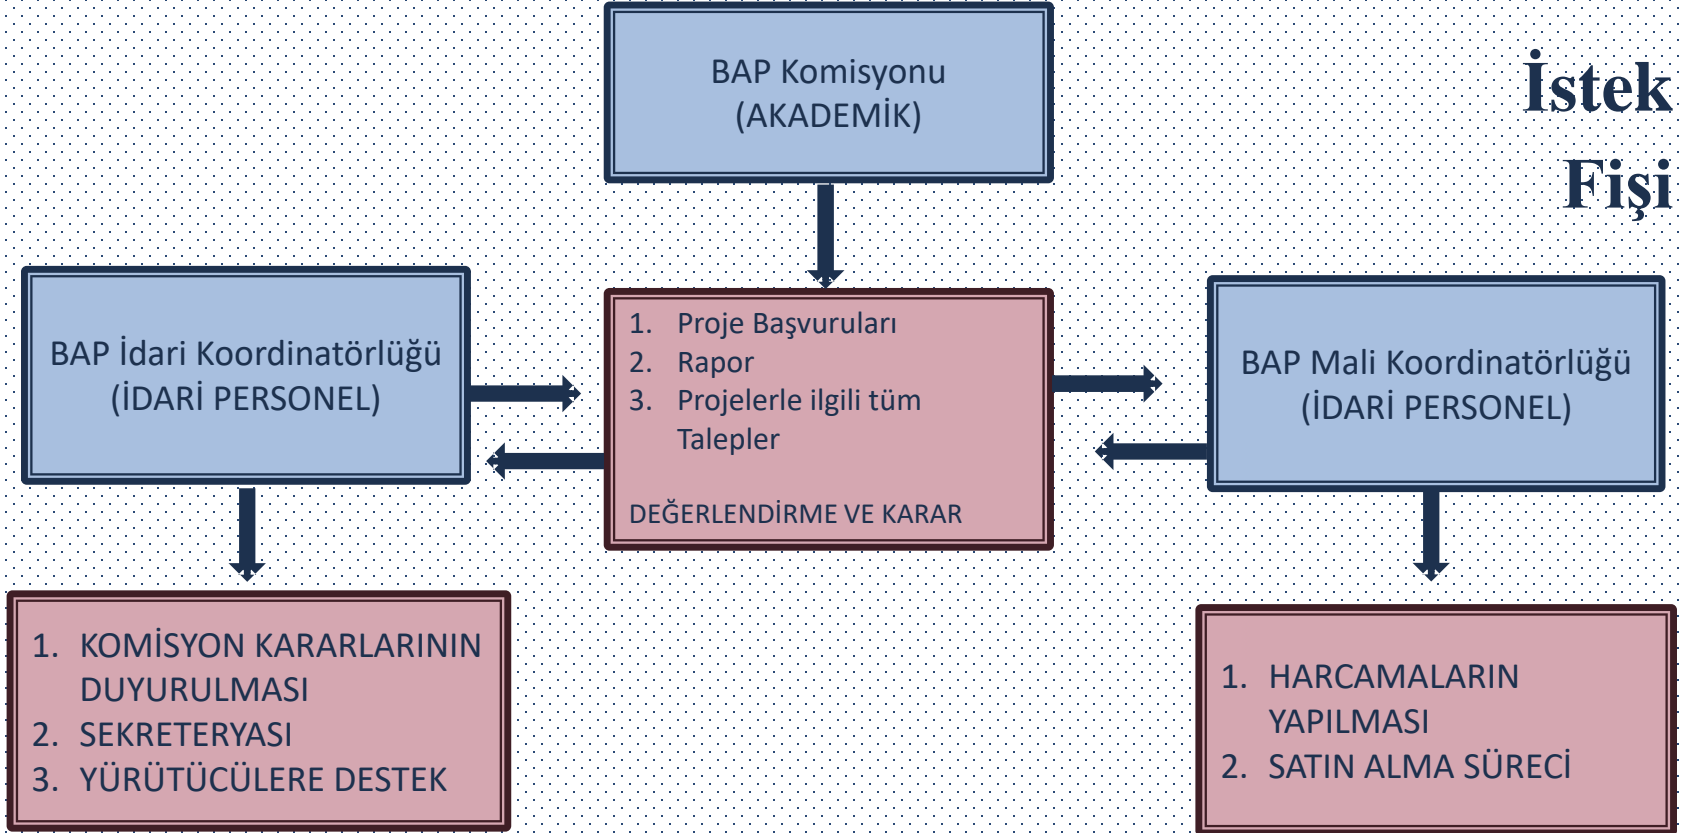 BAP Komisyonu
(AKADEMİK)
İstek
Fişi
BAP İdari Koordinatörlüğü
(İDARİ PERSONEL)
1. Proje Başvuruları
2. Rapor
3. Projelerle ilgili tüm
Talepler
DEĞERLENDİRME VE KARAR
BAP Mali Koordinatörlüğü
(İDARİ PERSONEL)
1. KOMİSYON KARARLARININ
DUYURULMASI
2. SEKRETERYASI
3. YÜRÜTÜCÜLERE DESTEK
1. HARCAMALARIN
YAPILMASI
2. SATIN ALMA SÜRECİ